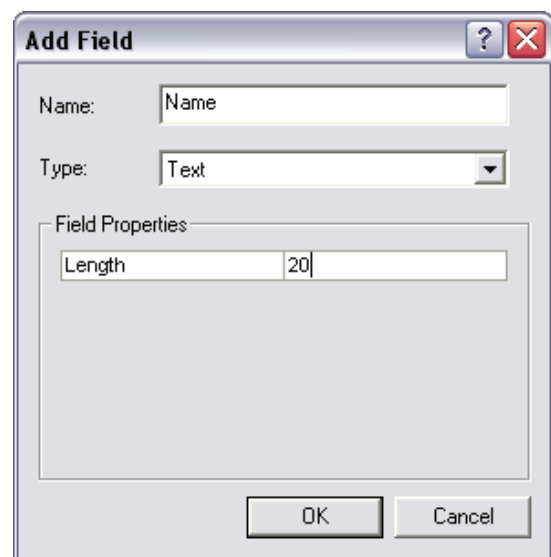 Add Field ?
Name: Name
Type: Text
Field Properties
Length 20
OK Cancel